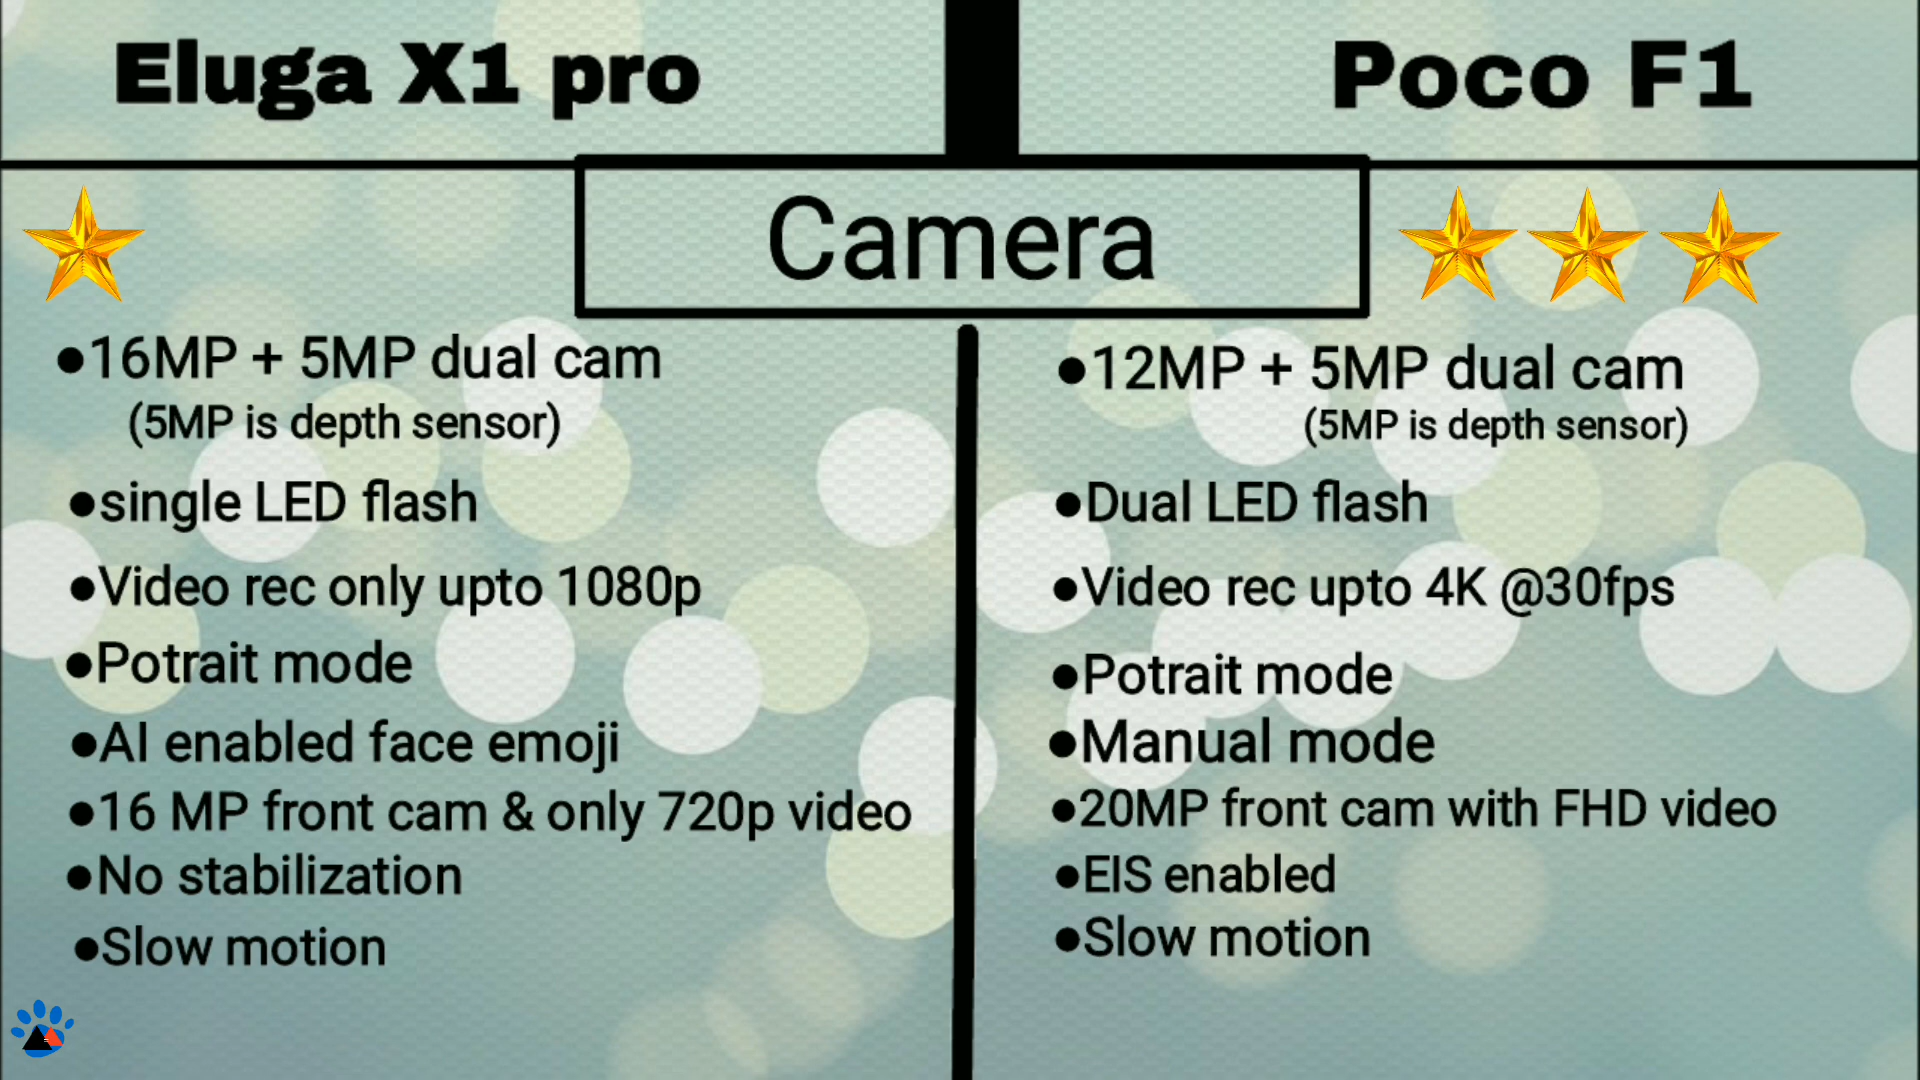 Eluga X1 pro
Poco F1
Camera
●16MP + 5MP dual cam
(5MP is depth sensor)
●single LED flash
●Video rec only upto 1080p
●Potrait mode
●AI enabled face emoji
●16 MP front cam & only 720p video
●No stabilization
●Slow motion
●12MP + 5MP dual cam
(5MP is depth sensor)
●Dual LED flash
●Video rec upto 4K @30fps
●Potrait mode
●Manual mode
●20MP front cam with FHD video
●EIS enabled
●Slow motion